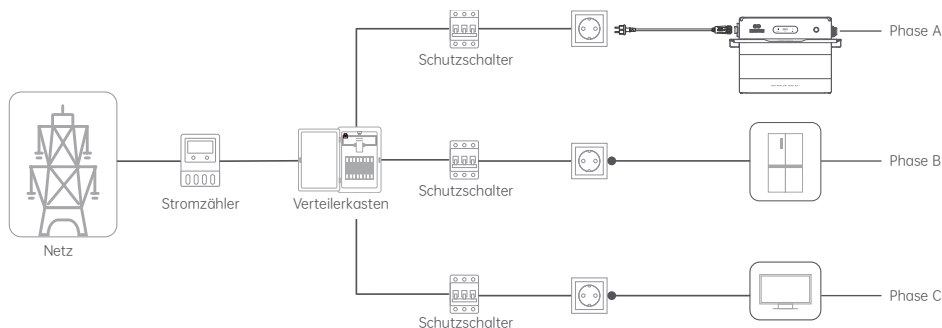 Schutzschalter
Phase A
Netz
Stromzähler
Verteilerkasten
Schutzschalter
Phase B
Schutzschalter
Phase C